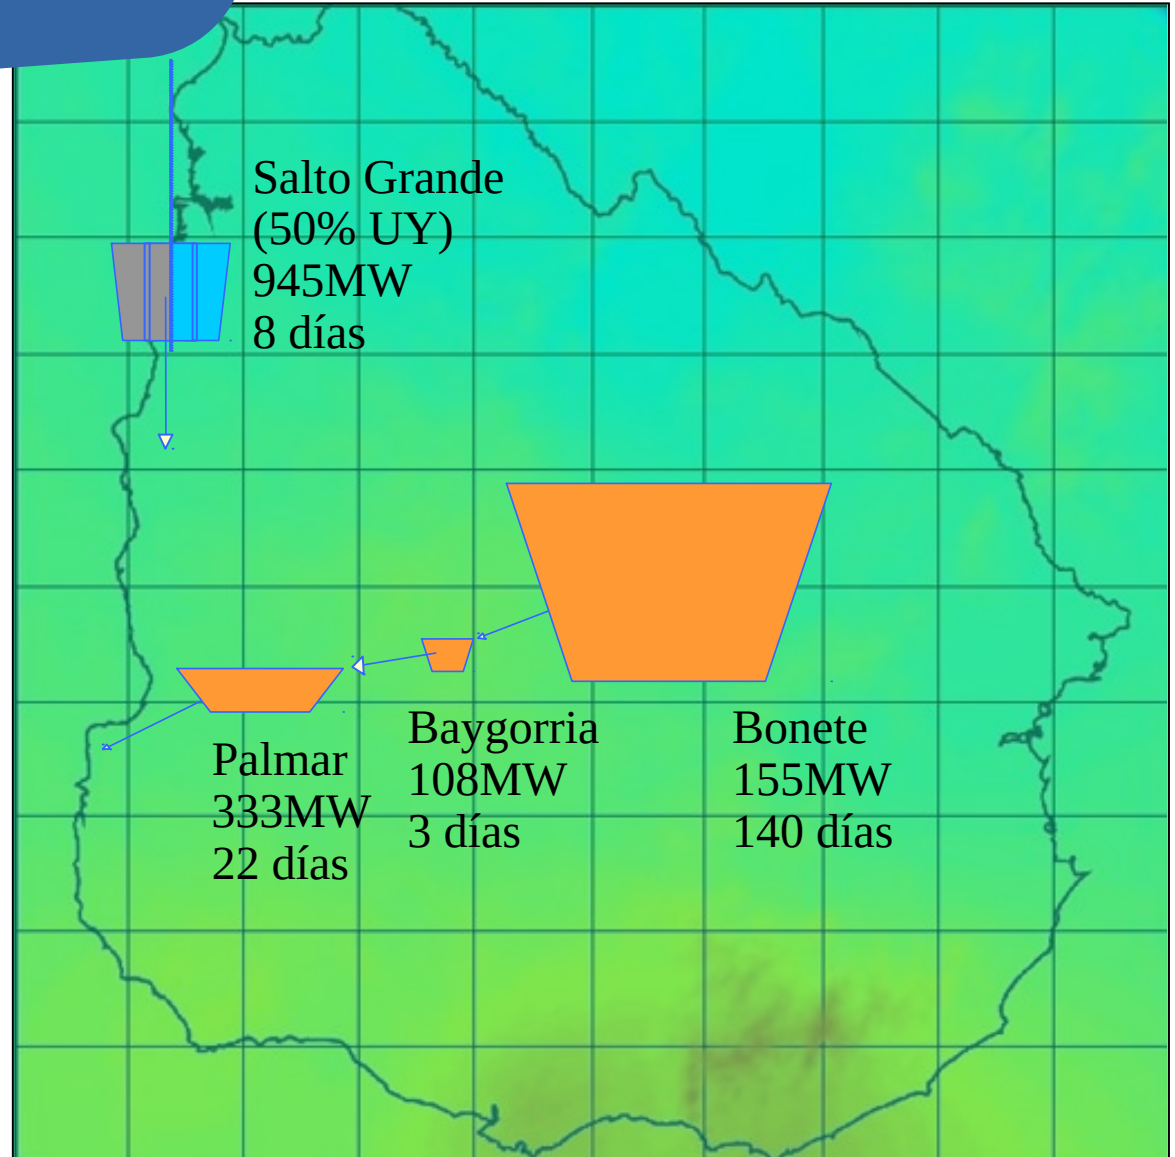 Salto Grande
(50% UY)
945MW
8 días
Palmar
333MW
22 días
Baygorria
108MW
3 días
Bonete
155MW
140 días